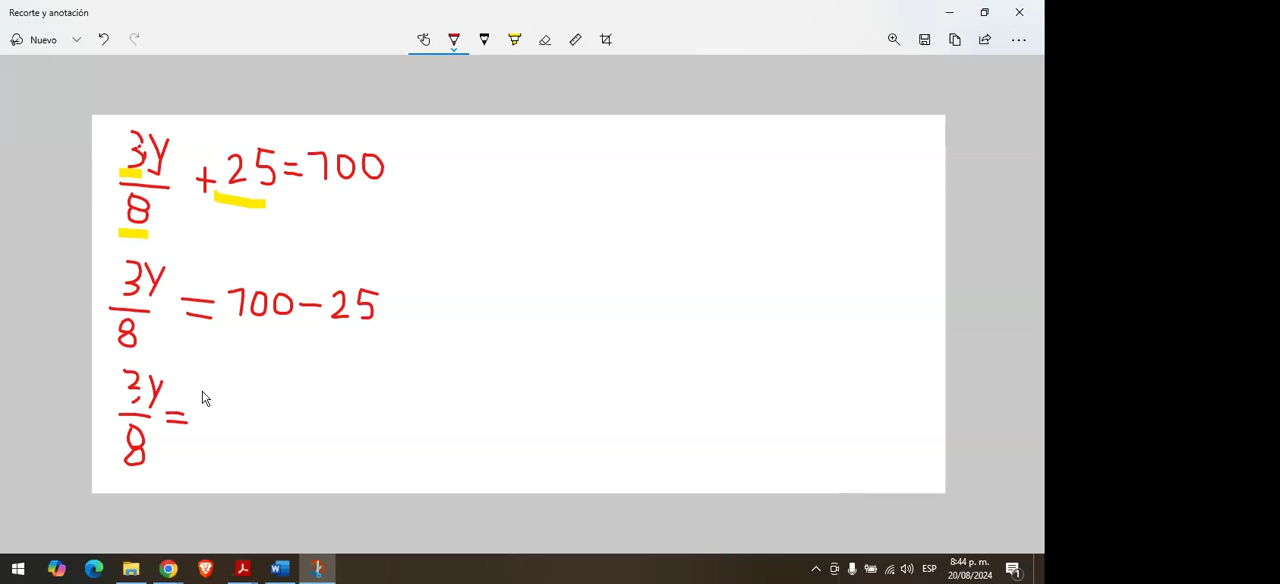 Recorte y anotación
Nuevo
3y/8 + 25 = 700
3y/8 = 700 - 25
3y/8 =
ESP
8:44 p. m.
20/08/2024
1